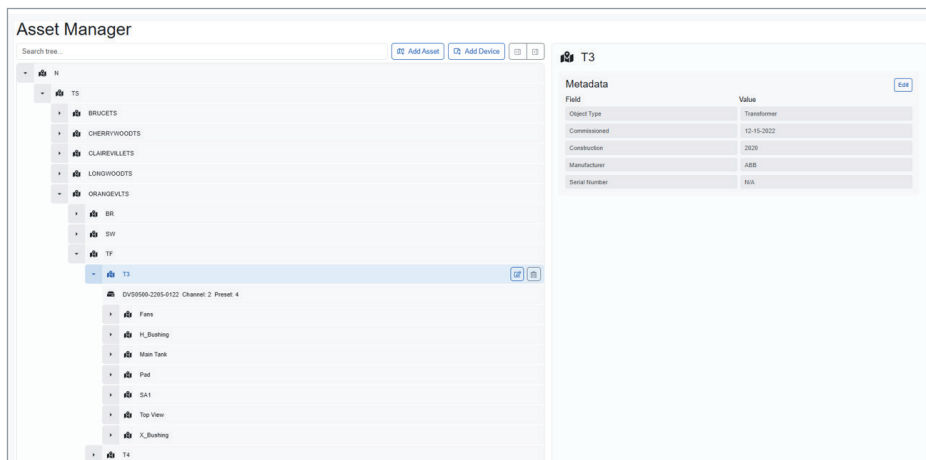 Asset Manager
Search tree...
Add Asset
Add Device
N
TS
BRUCETS
CHERRYWOODTS
CLAIREVILLETS
LONGWOODTS
ORANGEVLTS
BR
SW
TF
T3
DVS0500-2205-0122 Channel: 2 Preset: 4
Fans
H_Bushing
Main Tank
Pad
SA1
Top View
X_Bushing
T4
T3
Metadata
Edit
Field Value
Object Type Transformer
Commissioned 12-15-2022
Construction 2020
Manufacturer ABB
Serial Number N/A